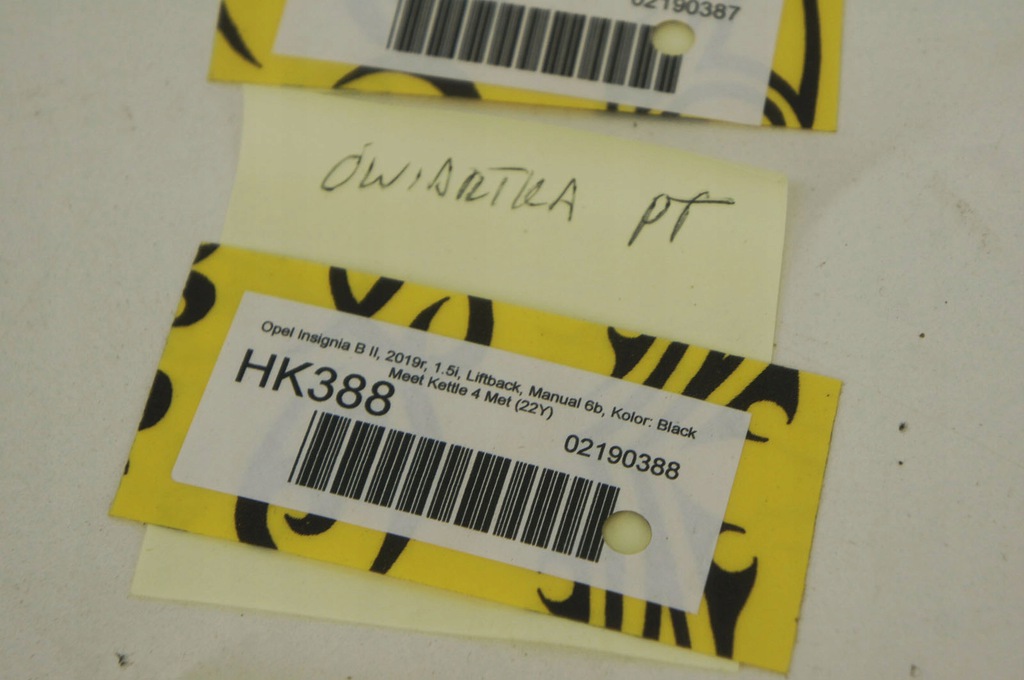 02190387
ĆWIARTKA PT
Opel Insignia B II, 2019r, 1.5i, Liftback, Manual 6b, Kolor: Black
Meet Kettle 4 Met (22Y)
HK388
02190388